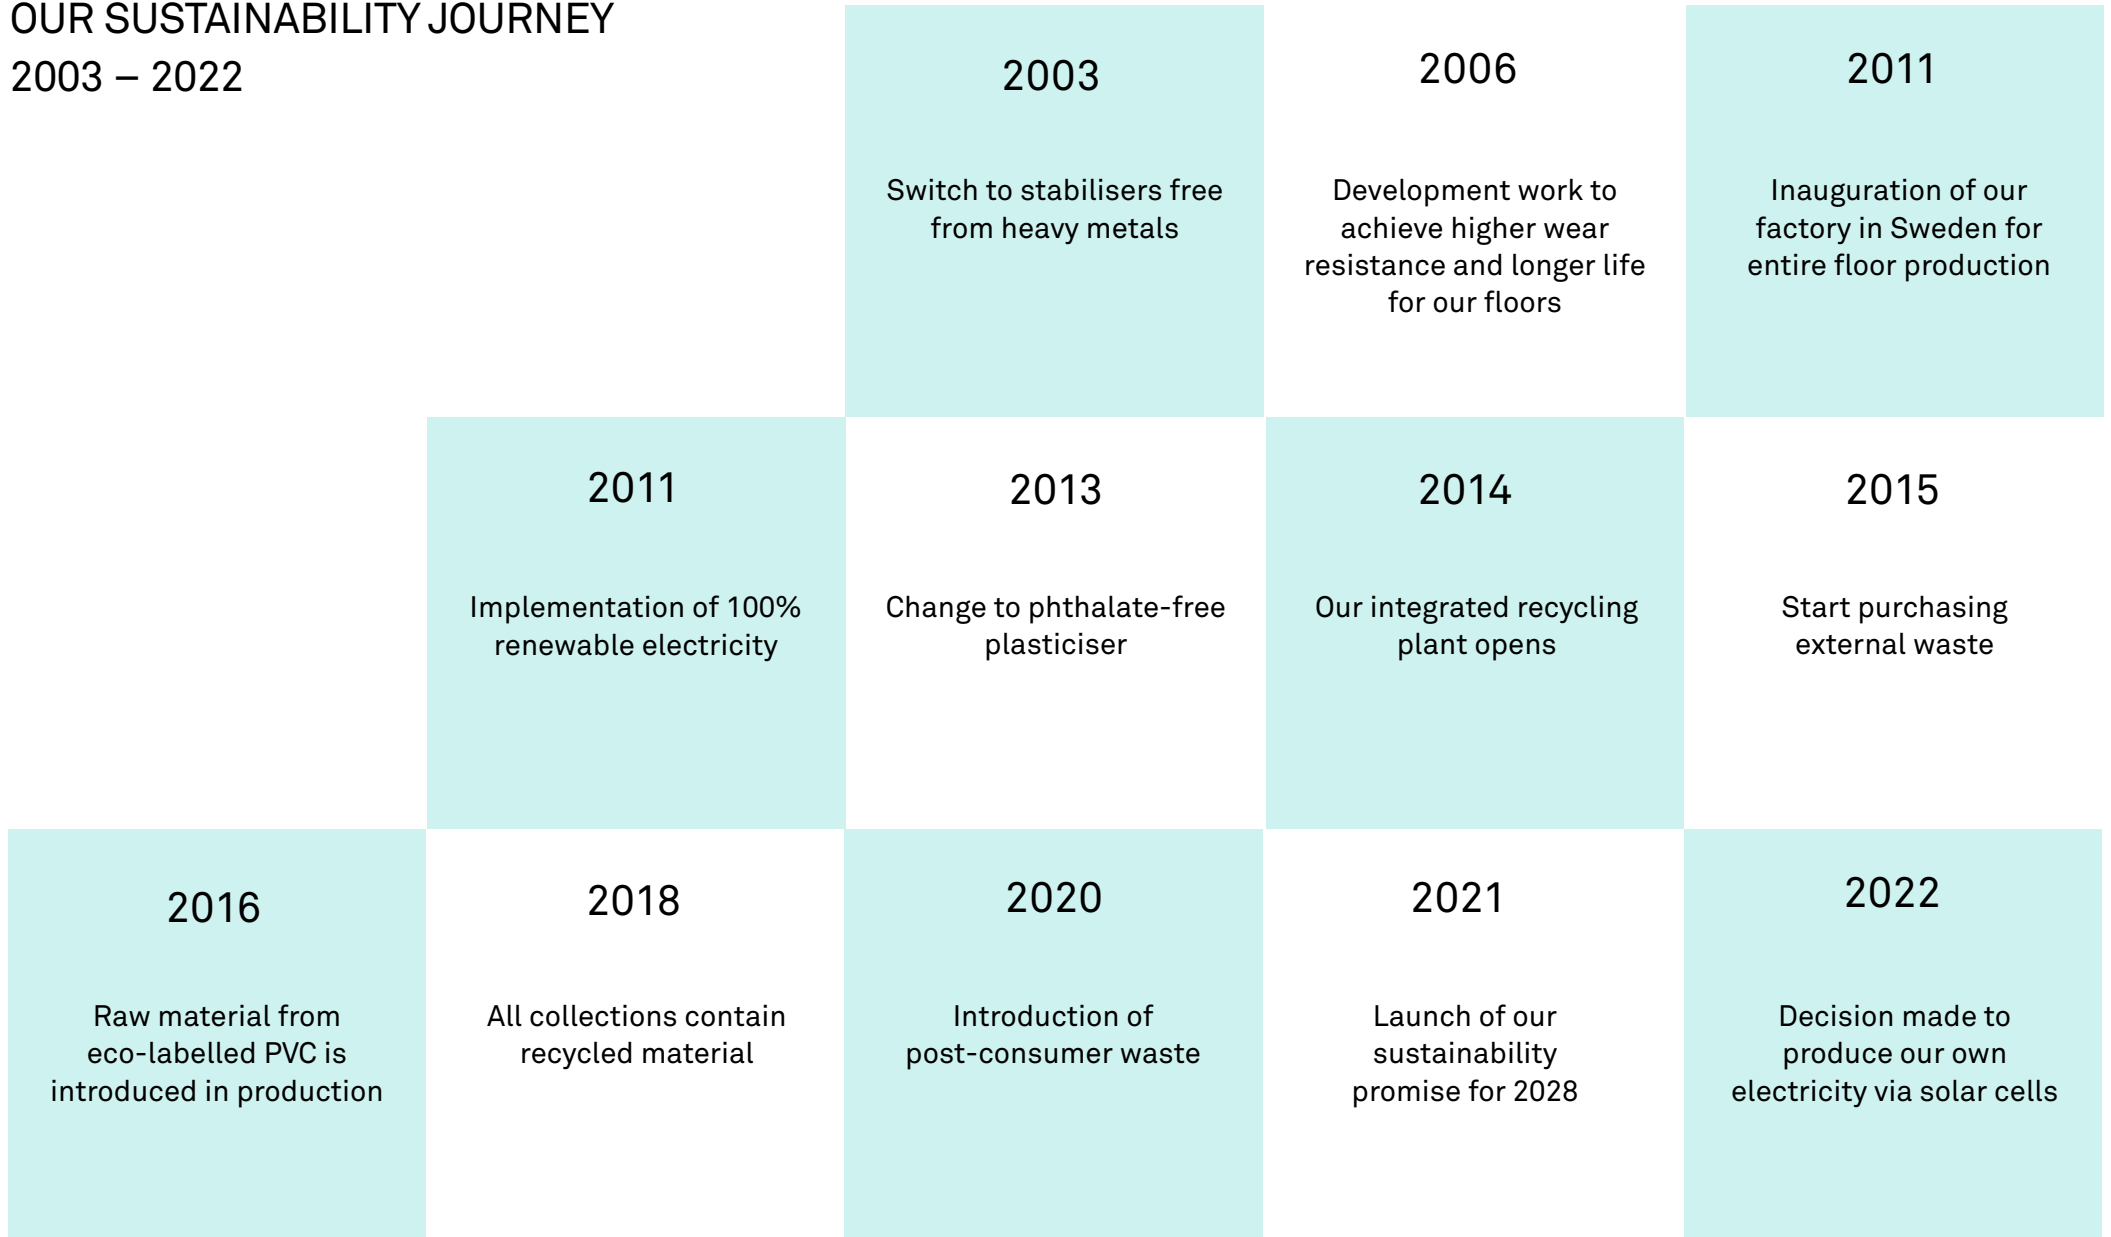 OUR SUSTAINABILITY JOURNEY
2003 – 2022
2003
Switch to stabilisers free
from heavy metals
2006
Development work to
achieve higher wear
resistance and longer life
for our floors
2011
Inauguration of our
factory in Sweden for
entire floor production
2011
Implementation of 100%
renewable electricity
2013
Change to phthalate-free
plasticiser
2014
Our integrated recycling
plant opens
2015
Start purchasing
external waste
2016
Raw material from
eco-labelled PVC is
introduced in production
2018
All collections contain
recycled material
2020
Introduction of
post-consumer waste
2021
Launch of our
sustainability
promise for 2028
2022
Decision made to
produce our own
electricity via solar cells